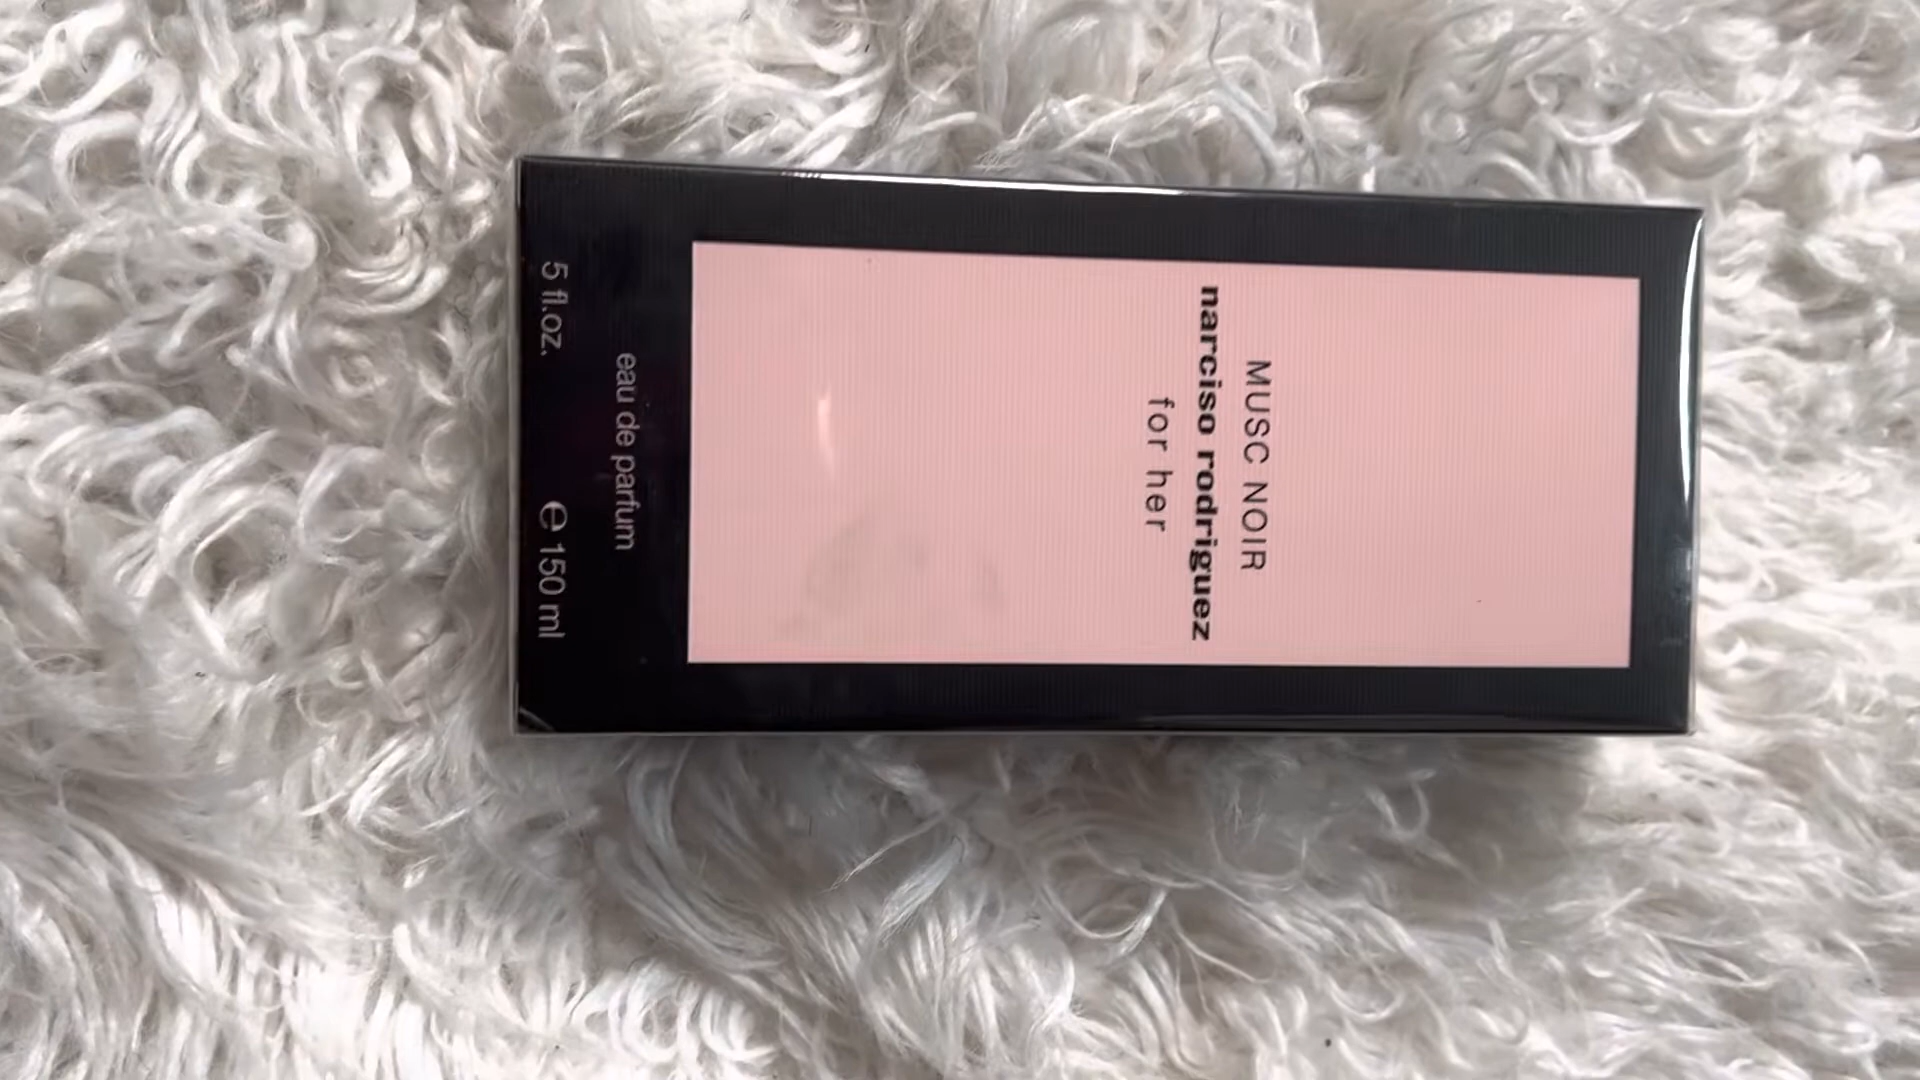 MUSC NOIR
narciso rodriguez
for her
eau de parfum
5 fl.oz. ℮ 150 ml